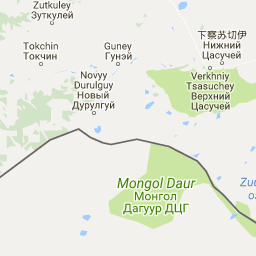 Zutkuley
Зуткулей
Tokchin
Токчин
Guney
Гунэй
下察苏切伊
Нижний
Цасучей
Novyy
Durulguy
Новый
Дурулгуй
Verkhniy
Tsasuchey
Верхний
Цасучей
Mongol Daur
Монгол
Дагуур ДЦГ